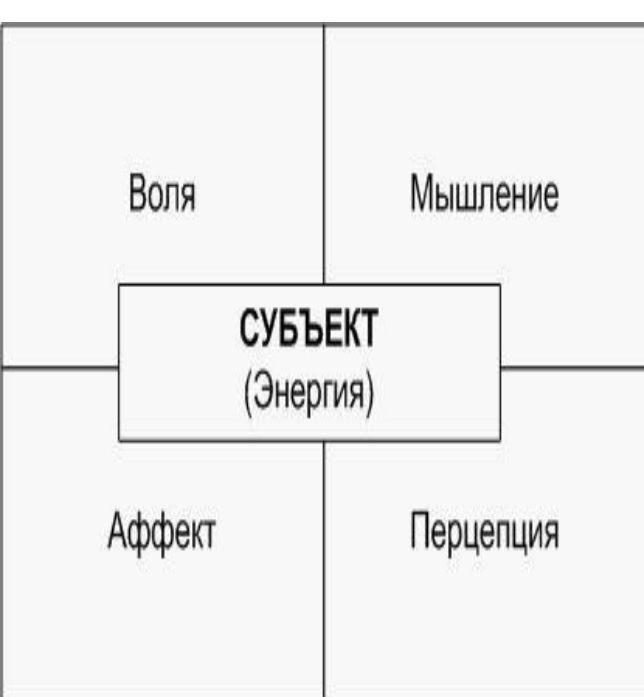 Воля
Мышление
СУБЪЕКТ
(Энергия)
Аффект
Перцепция